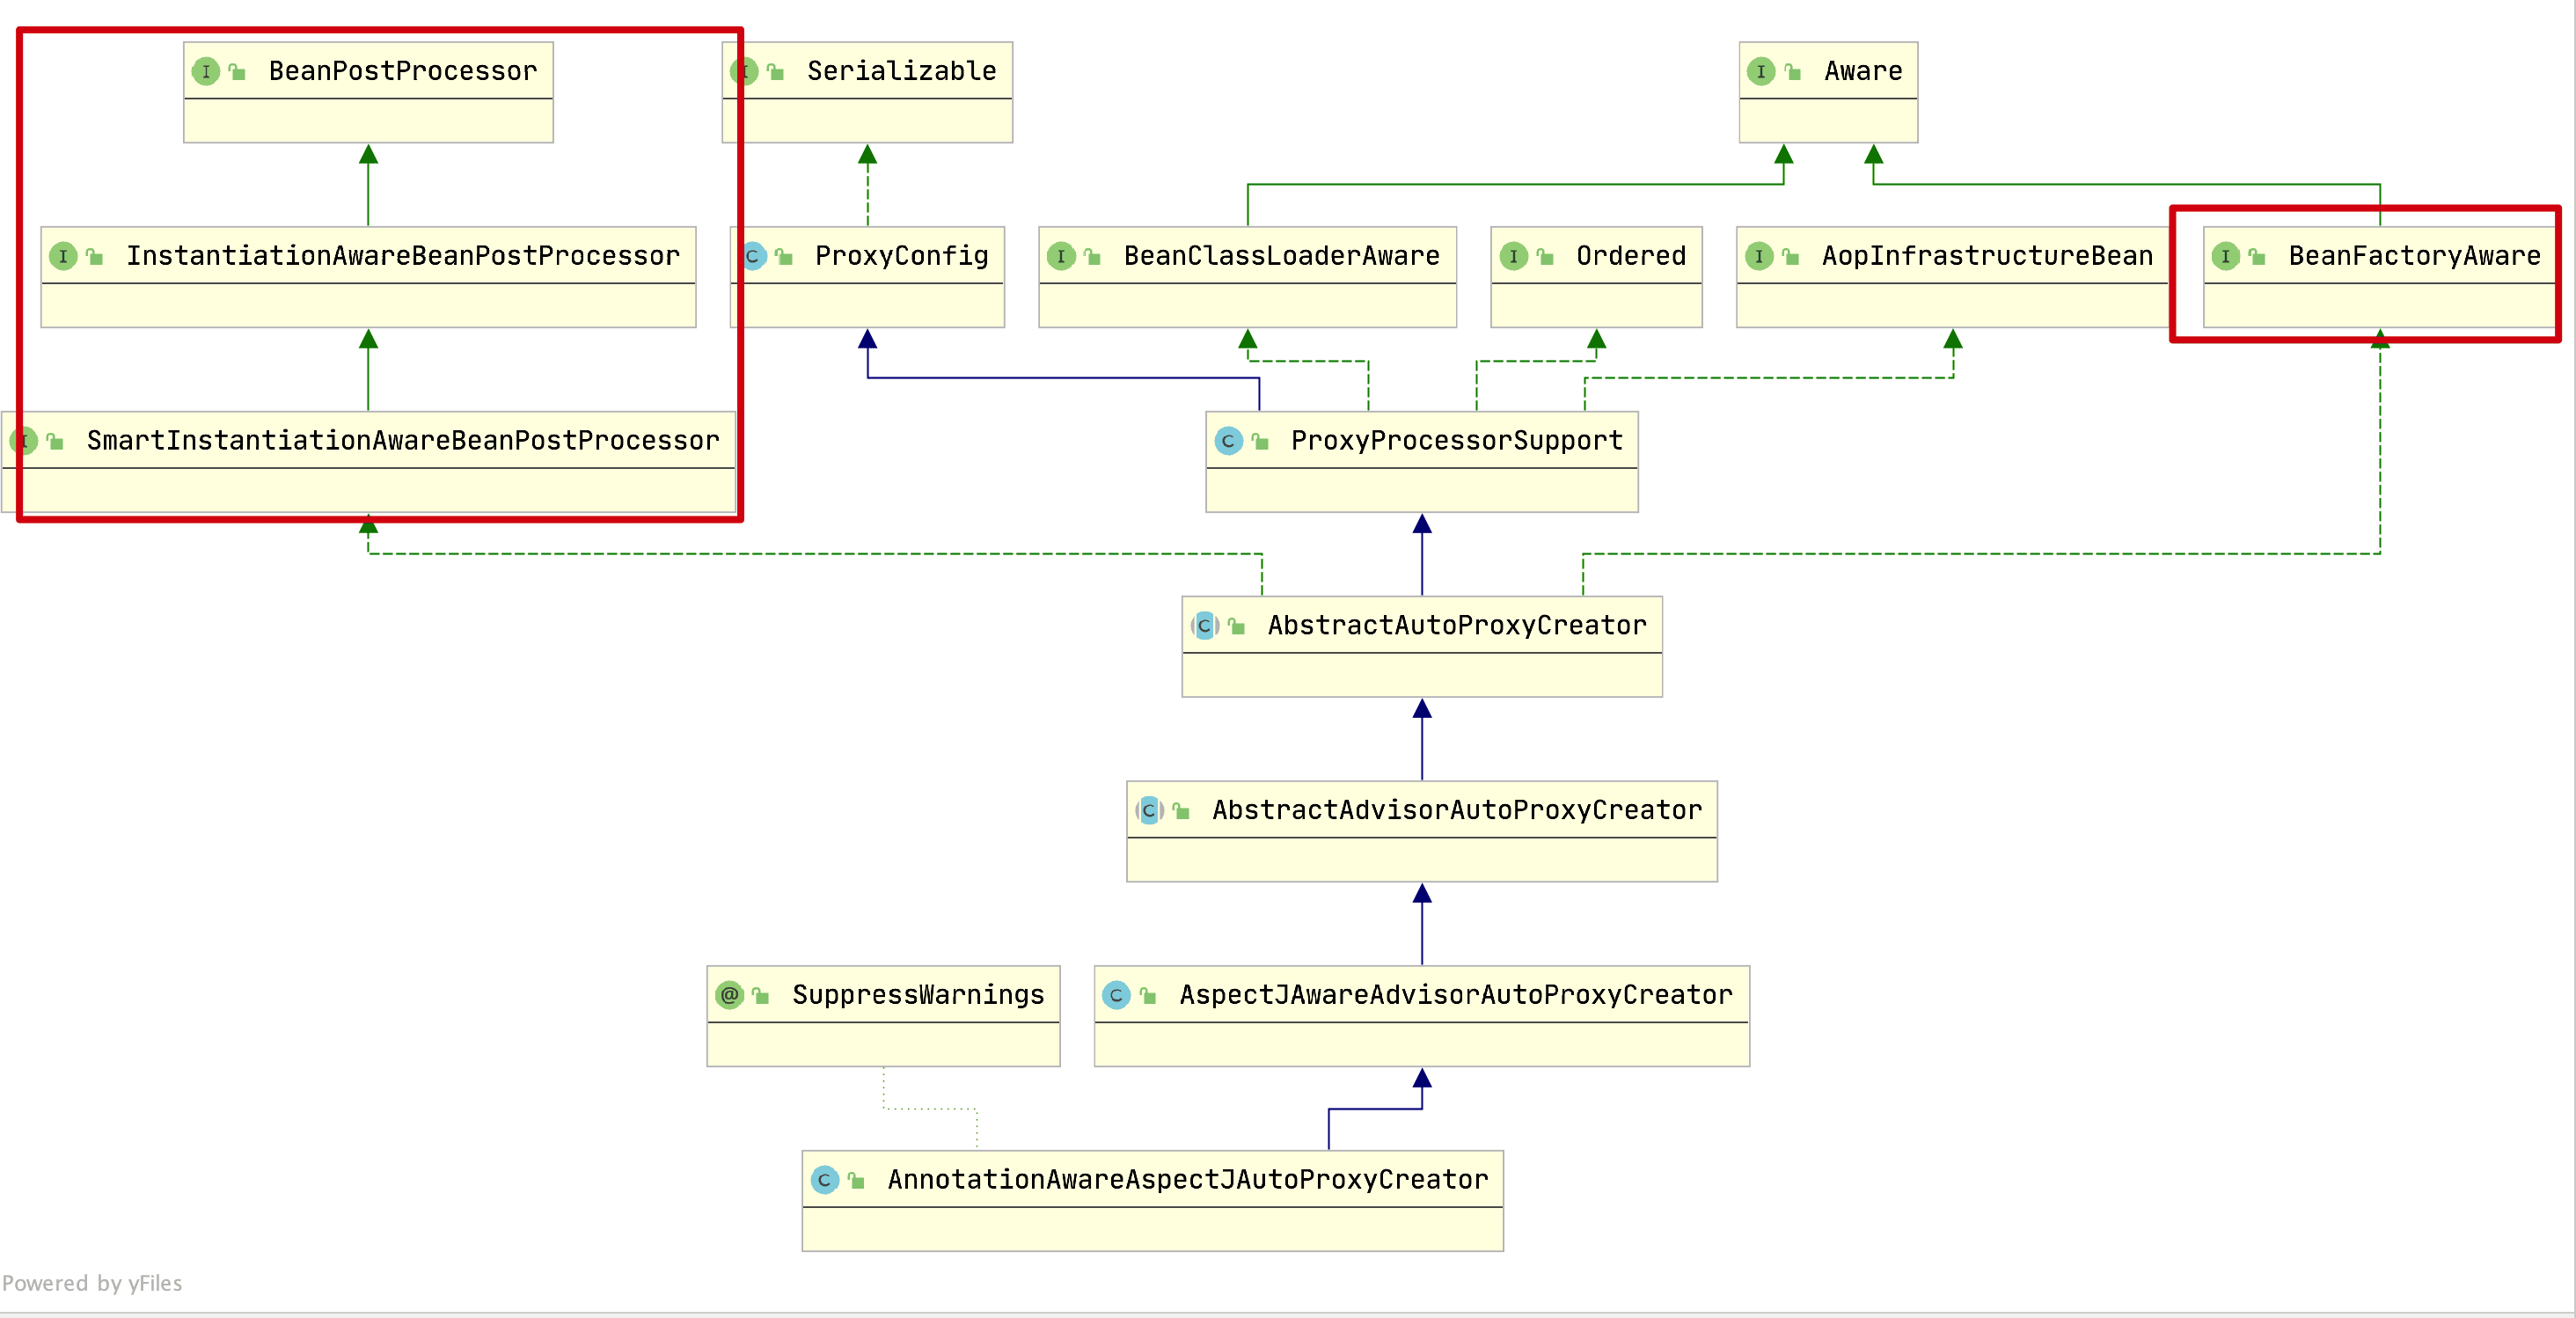 BeanPostProcessor
Serializable
Aware
InstantiationAwareBeanPostProcessor
ProxyConfig
BeanClassLoaderAware
Ordered
AopInfrastructureBean
BeanFactoryAware
SmartInstantiationAwareBeanPostProcessor
ProxyProcessorSupport
AbstractAutoProxyCreator
AbstractAdvisorAutoProxyCreator
SuppressWarnings
AspectJAwareAdvisorAutoProxyCreator
AnnotationAwareAspectJAutoProxyCreator
Powered by yFiles